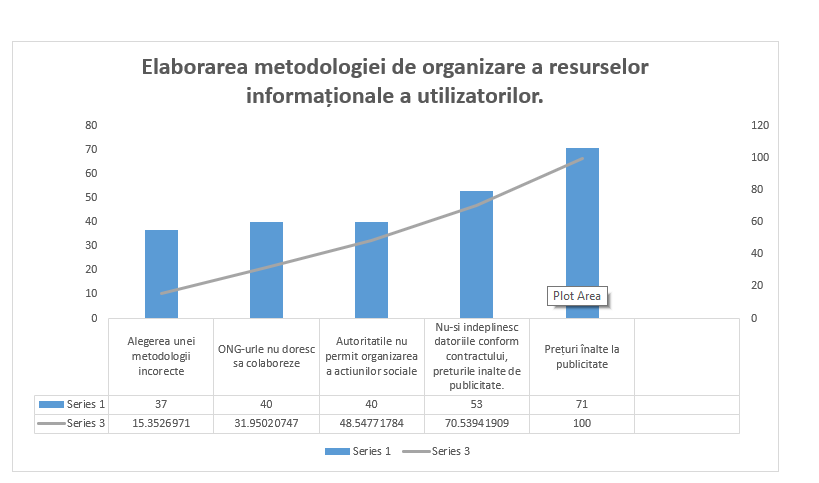 Elaborarea metodologiei de organizare a resurselor
informaționale a utilizatorilor.
80
70
60
50
40
30
20
10
0
120
100
80
60
40
20
0
Plot Area
Alegerea unei
metodologii
incorecte
ONG-urle nu doresc
sa colaboreze
Autoritatile nu
permit organizarea
a actiunilor sociale
Nu-si indeplinesc
datoriile conform
contractului,
preturile inalte de
publicitate.
Prețuri înalte la
publicitate
Series 1 37 40 40 53 71
Series 3 15.3526971 31.95020747 48.54771784 70.53941909 100
Series 1 Series 3